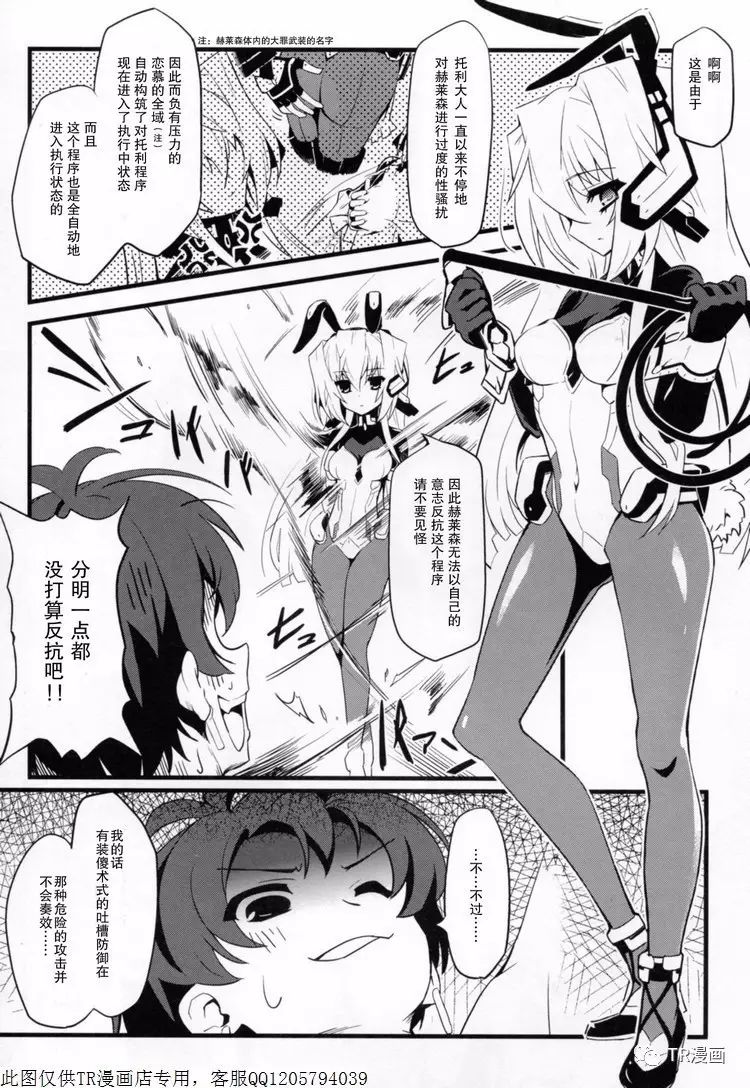 注：赫莱森体内的大罪武装的名字
啊啊
这是由于
托利大人一直以来不停地
对赫莱森进行过度的性骚扰
因此而负有压力的
恋慕的全域（注）
自动构筑了对托利程序
现在进入了执行中状态
而且
这个程序也是全自动地
进入执行状态的
因此赫莱森无法以自己的
意志反抗这个程序
请不要见怪
分明一点都
没打算反抗吧!!
…不…不过…
我的话
有装傻术式的吐槽防御在
那种危险的攻击并
不会奏效……
TR漫画
此图仅供TR漫画店专用，客服QQ1205794039